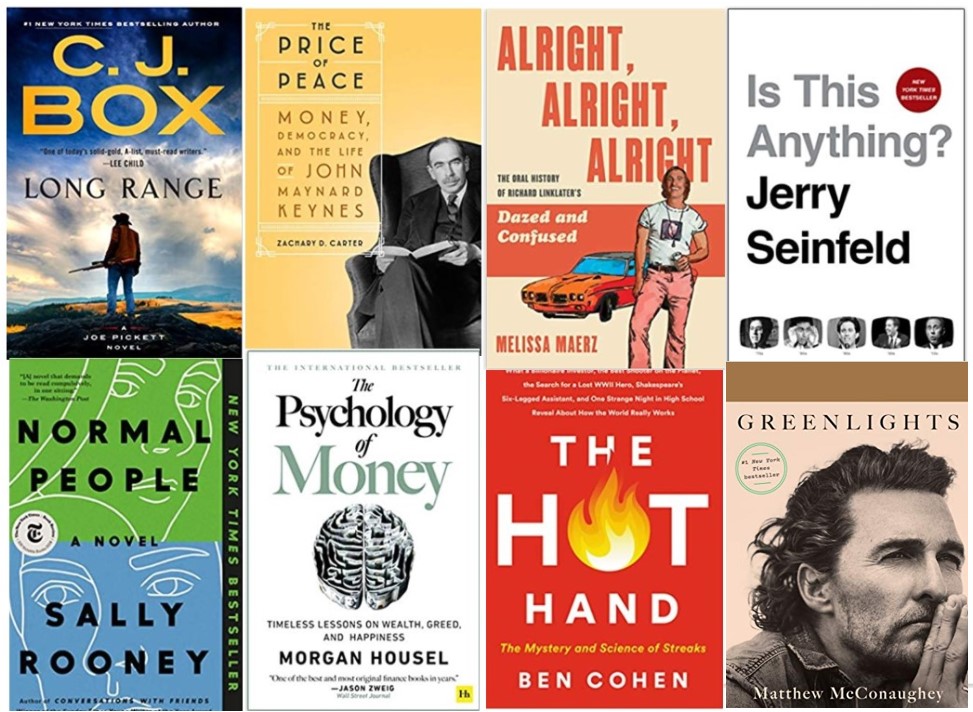 #1 NEW YORK TIMES BESTSELLING AUTHOR
C. J.
BOX
"One of today's solid-gold, A-list, must-read writers."
—LEE CHILD
LONG RANGE
A
JOE PICKETT
NOVEL
THE
PRICE
OF
PEACE
MONEY,
DEMOCRACY,
AND THE LIFE
OF JOHN
MAYNARD
KEYNES
ZACHARY D. CARTER
ALRIGHT,
ALRIGHT,
ALRIGHT
THE ORAL HISTORY
OF RICHARD LINKLATER'S
Dazed and
Confused
MELISSA MAERZ
Is This
Anything?
NEW
YORK TIMES
BESTSELLER
Jerry
Seinfeld
"[A] novel that demands
to be read compulsively,
in one sitting."
—The Washington Post
NORMAL
PEOPLE
A NOVEL
SALLY
ROONEY
Author of CONVERSATIONS WITH FRIENDS
NEW YORK TIMES BESTSELLER
THE INTERNATIONAL BESTSELLER
The
Psychology
of
Money
TIMELESS LESSONS ON WEALTH, GREED,
AND HAPPINESS
MORGAN HOUSEL
"One of the best and most original finance books in years."
—JASON ZWEIG
Wall Street Journal
Hh
What a Billionaire Investor, the Best Shooter on the Planet,
the Search for a Lost WWII Hero, Shakespeare's
Six-Legged Assistant, and One Strange Night in High School
Reveal About How the World Really Works
THE
HOT
HAND
The Mystery and Science of Streaks
BEN COHEN
GREENLIGHTS
#1 New York
Times
bestseller
Matthew McConaughey